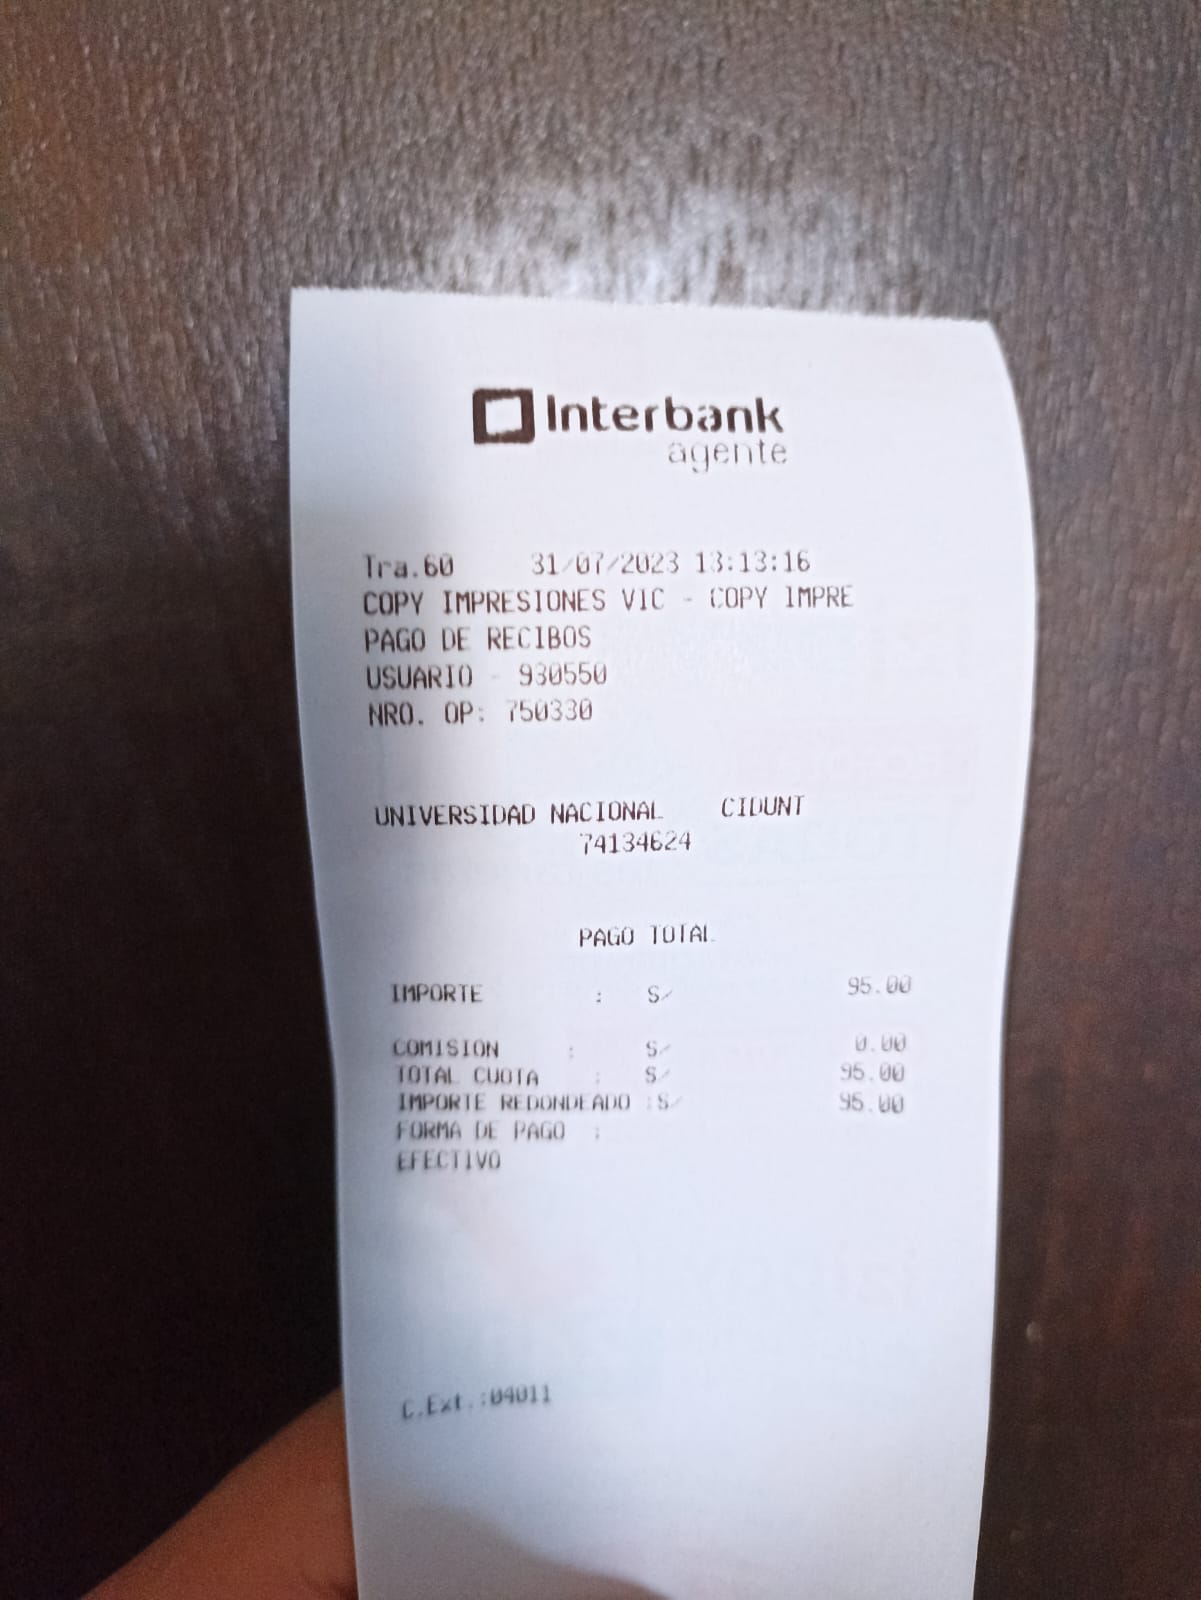 Interbank
agente
Tra.60 31/07/2023 13:13:16
COPY IMPRESIONES VIC - COPY IMPRE
PAGO DE RECIBOS
USUARIO - 930550
NRO. OP: 750330
UNIVERSIDAD NACIONAL CIDUNT
74134624
PAGO TOTAL
IMPORTE : S/ 95.00
COMISION : S/ 0.00
TOTAL CUOTA : S/ 95.00
IMPORTE REDONDEADO :S/ 95.00
FORMA DE PAGO :
EFECTIVO
C.Ext.:04011